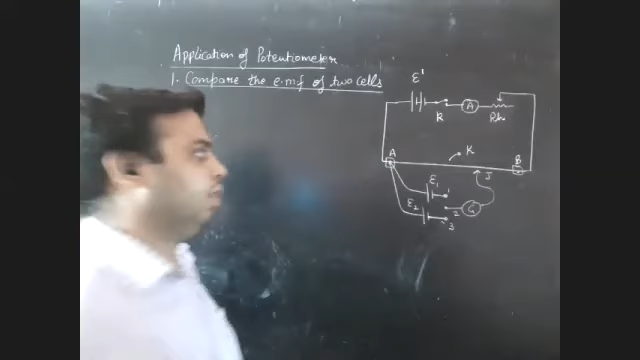 Application of Potentiometer
1. Compare the e.m.f of two cells
E'
K
A
Rh
K
A
B
J
E1
1
E2
2
G
3